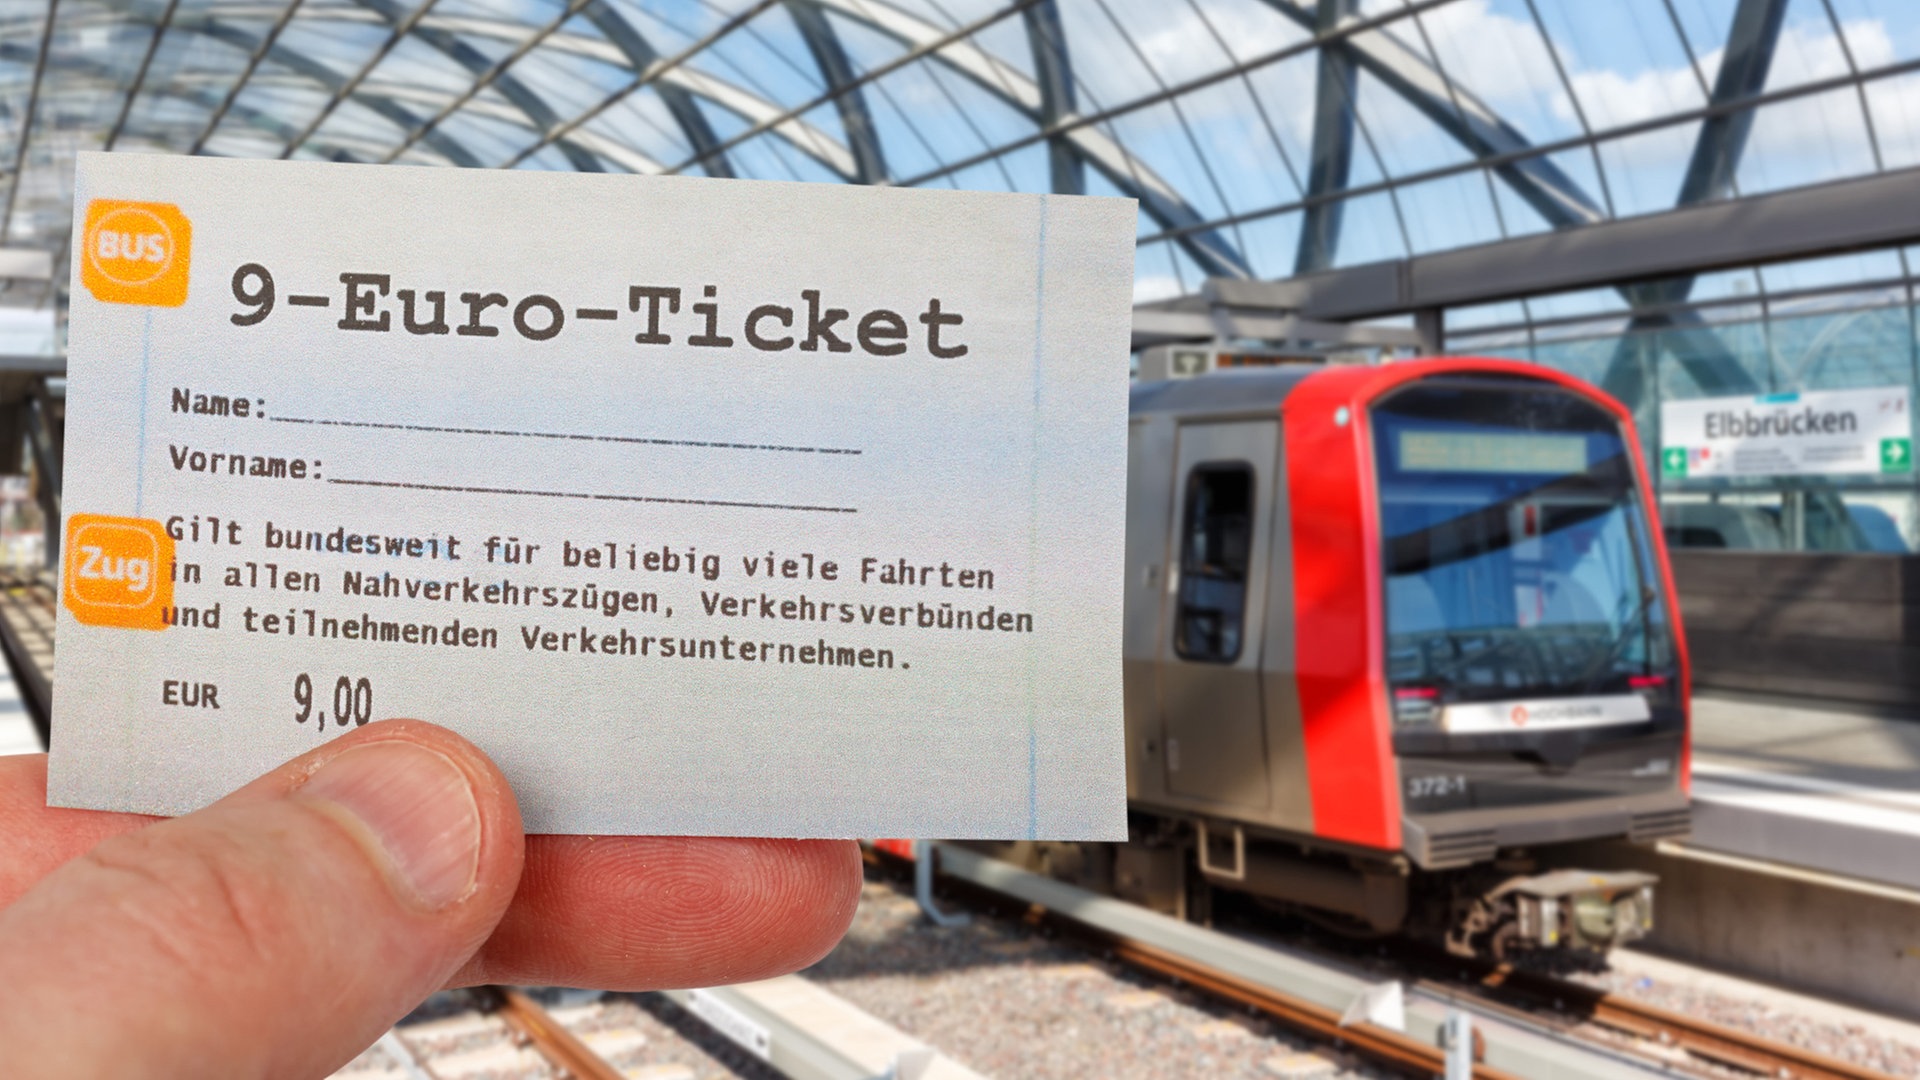 BUS
9-Euro-Ticket
Name:
Vorname:
Zug
Gilt bundesweit für beliebig viele Fahrten
in allen Nahverkehrszügen, Verkehrsverbünden
und teilnehmenden Verkehrsunternehmen.
EUR 9,00
Elbbrücken
HOCHBAHN
372-1